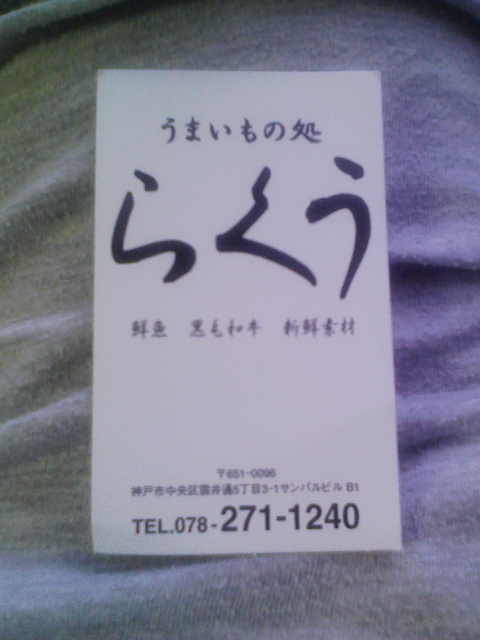 うまいもの処
らくう
鮮魚 黒毛和牛 新鮮素材
〒651-0096
神戸市中央区雲井通5丁目3-1サンパルビル B1
TEL.078-271-1240